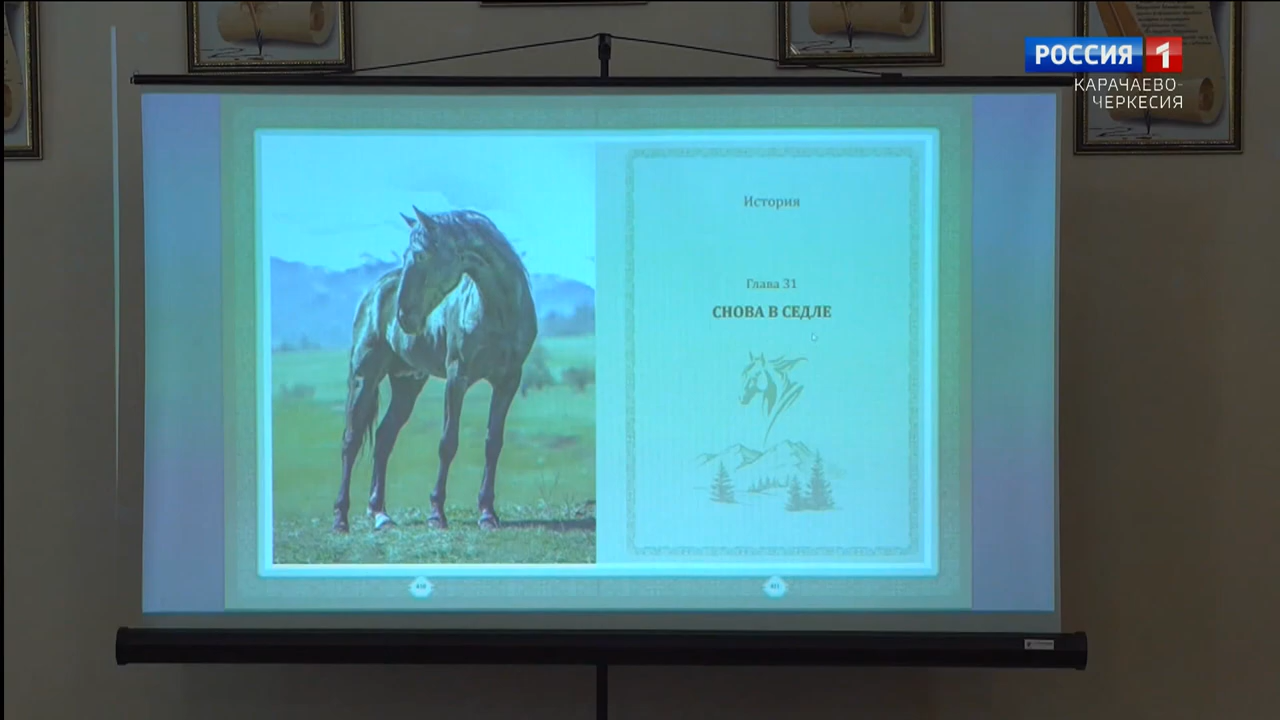 РОССИЯ 1
КАРАЧАЕВО-
ЧЕРКЕСИЯ
История
Глава 31
СНОВА В СЕДЛЕ